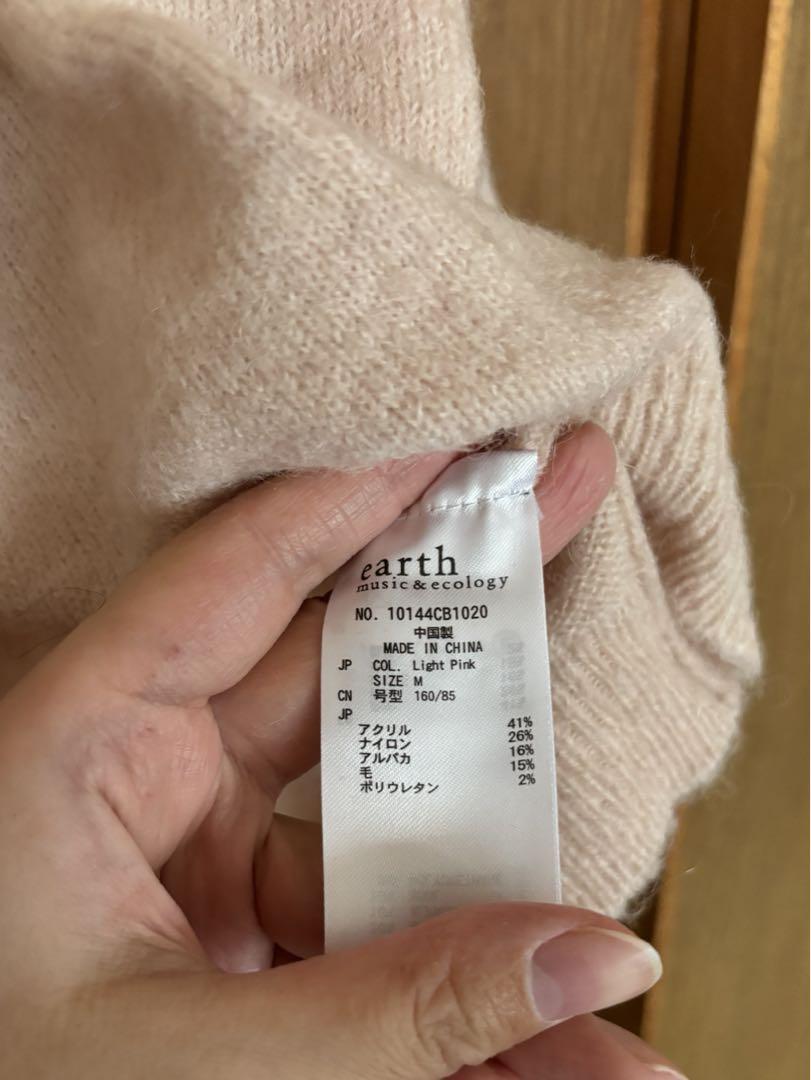 earth
music & ecology
NO. 10144CB1020
中国製
MADE IN CHINA
JP COL. Light Pink
SIZE M
CN 号型 160/85
JP
アクリル 41%
ナイロン 26%
アルパカ 16%
毛 15%
ポリウレタン 2%